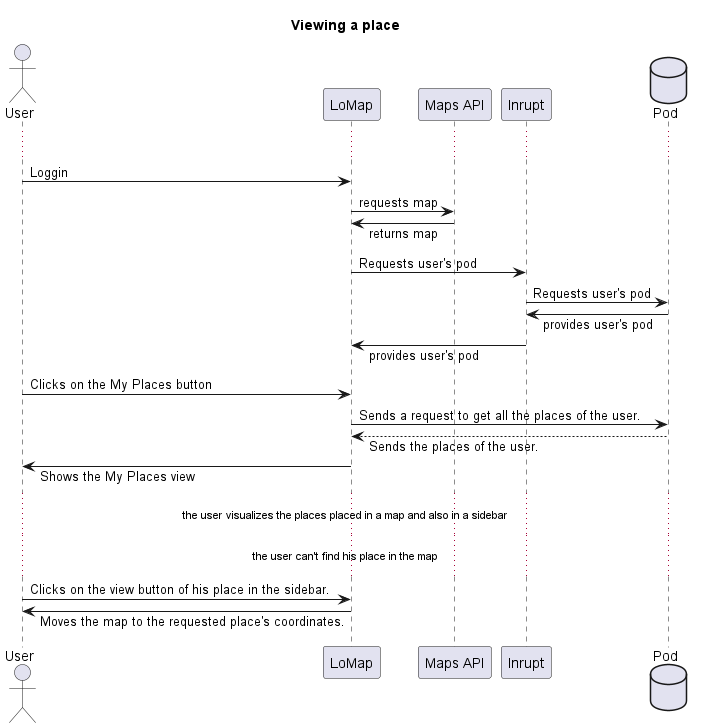 Viewing a place
User
LoMap
Maps API
Inrupt
Pod
Loggin
requests map
returns map
Requests user's pod
Requests user's pod
provides user's pod
provides user's pod
Clicks on the My Places button
Sends a request to get all the places of the user.
Sends the places of the user.
Shows the My Places view
the user visualizes the places placed in a map and also in a sidebar
the user can't find his place in the map
Clicks on the view button of his place in the sidebar.
Moves the map to the requested place's coordinates.
User
LoMap
Maps API
Inrupt
Pod